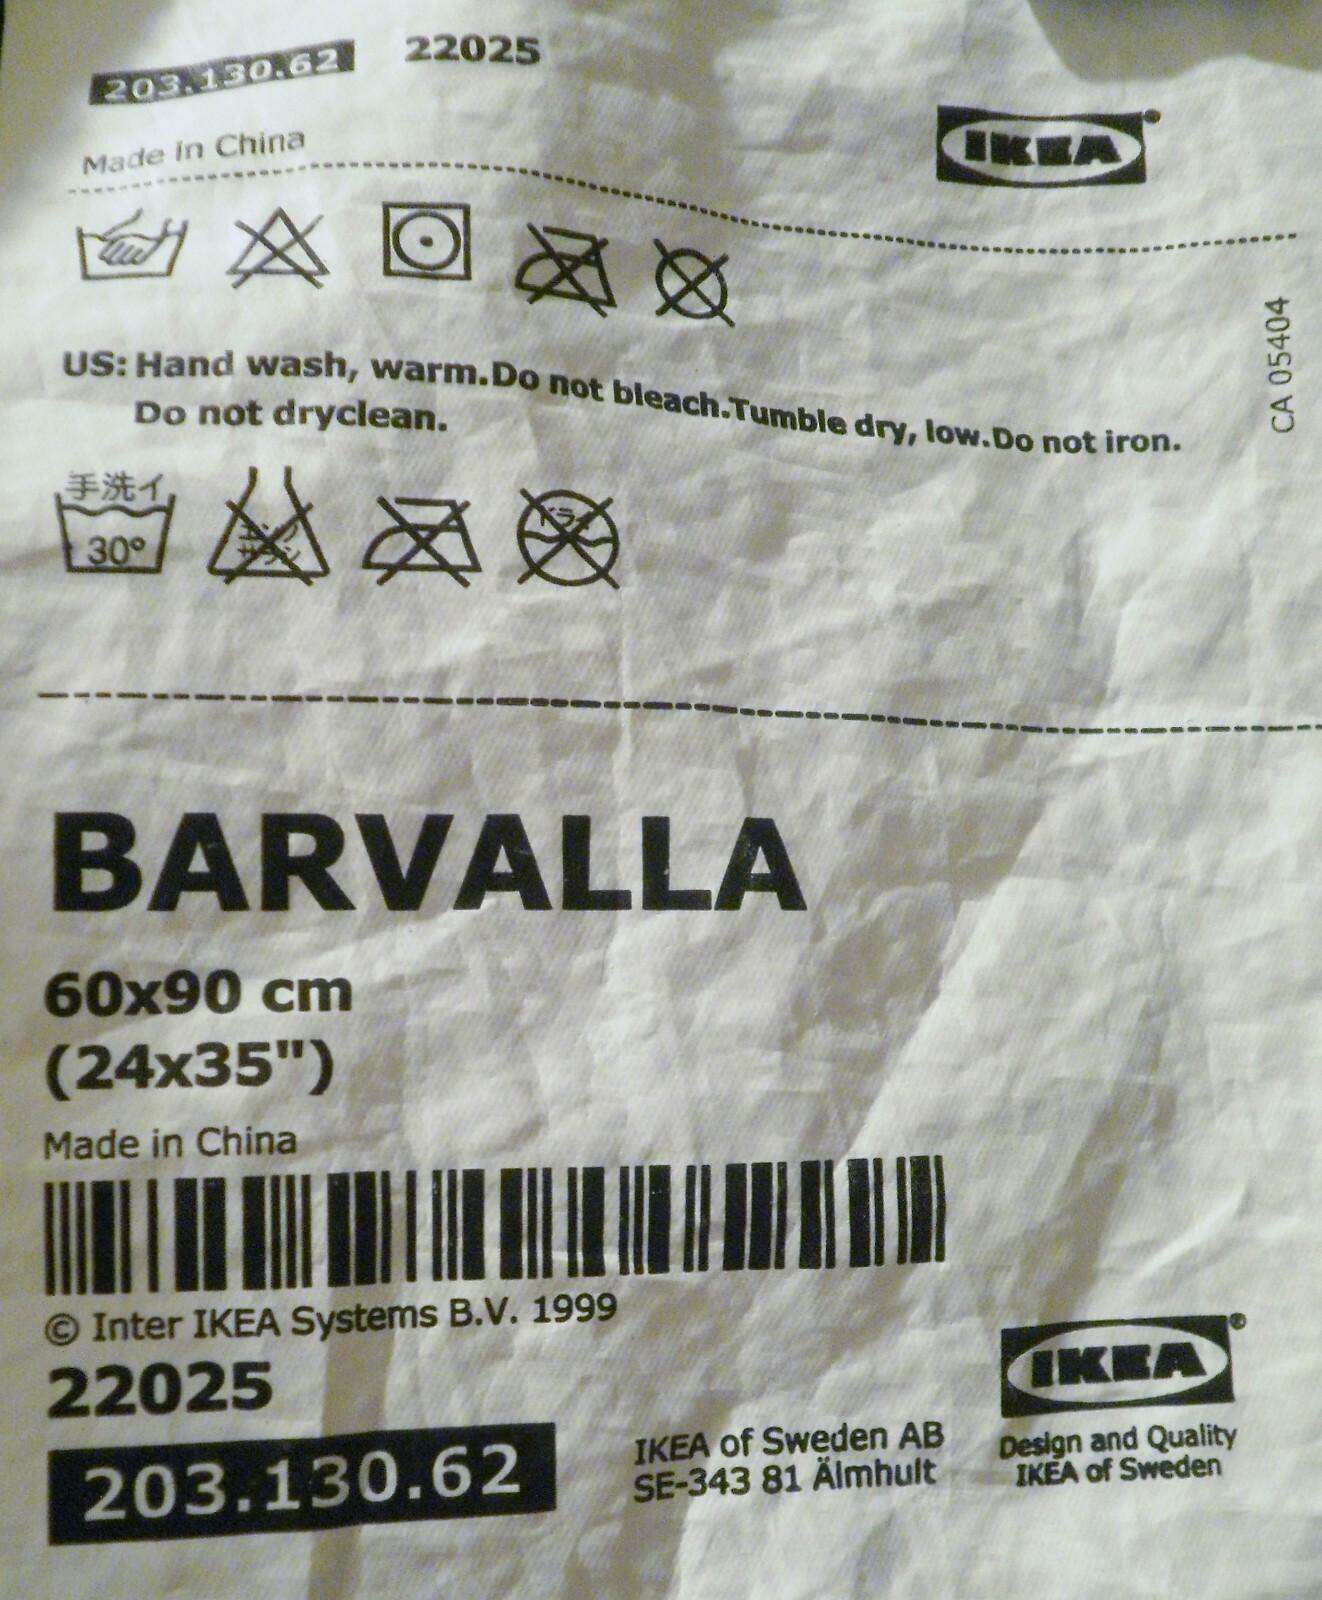 203.130.62 22025
IKEA®
Made in China
US: Hand wash, warm.Do not bleach.Tumble dry, low.Do not iron.
Do not dryclean.
CA 05404
手洗イ
30°
ドライ
BARVALLA
60x90 cm
(24x35")
Made in China
© Inter IKEA Systems B.V. 1999
22025
203.130.62
IKEA of Sweden AB
SE-343 81 Älmhult
IKEA®
Design and Quality
IKEA of Sweden